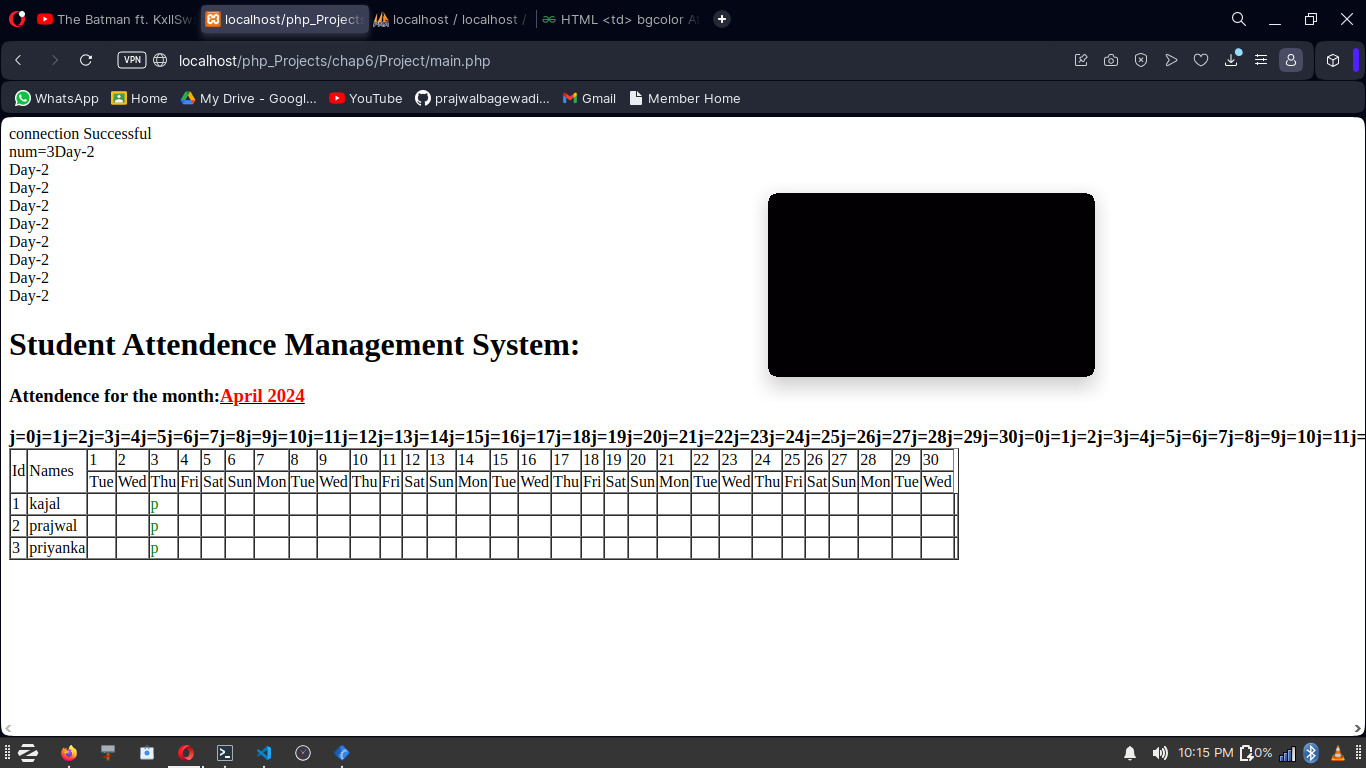 The Batman ft. KxllSw
localhost/php_Project
localhost / localhost /
HTML <td> bgcolor A
VPN
localhost/php_Projects/chap6/Project/main.php
WhatsApp
Home
My Drive - Googl...
YouTube
prajwalbagewadi...
Gmail
Member Home
connection Successful
num=3Day-2
Day-2
Day-2
Day-2
Day-2
Day-2
Day-2
Day-2
Day-2
Student Attendence Management System:
Attendence for the month:April 2024
j=0j=1j=2j=3j=4j=5j=6j=7j=8j=9j=10j=11j=12j=13j=14j=15j=16j=17j=18j=19j=20j=21j=22j=23j=24j=25j=26j=27j=28j=29j=30j=0j=1j=2j=3j=4j=5j=6j=7j=8j=9j=10j=11j=
Id Names 1 2 3 4 5 6 7 8 9 10 11 12 13 14 15 16 17 18 19 20 21 22 23 24 25 26 27 28 29 30
Tue Wed Thu Fri Sat Sun Mon Tue Wed Thu Fri Sat Sun Mon Tue Wed Thu Fri Sat Sun Mon Tue Wed Thu Fri Sat Sun Mon Tue Wed
1 kajal p
2 prajwal p
3 priyanka p
10:15 PM
0%